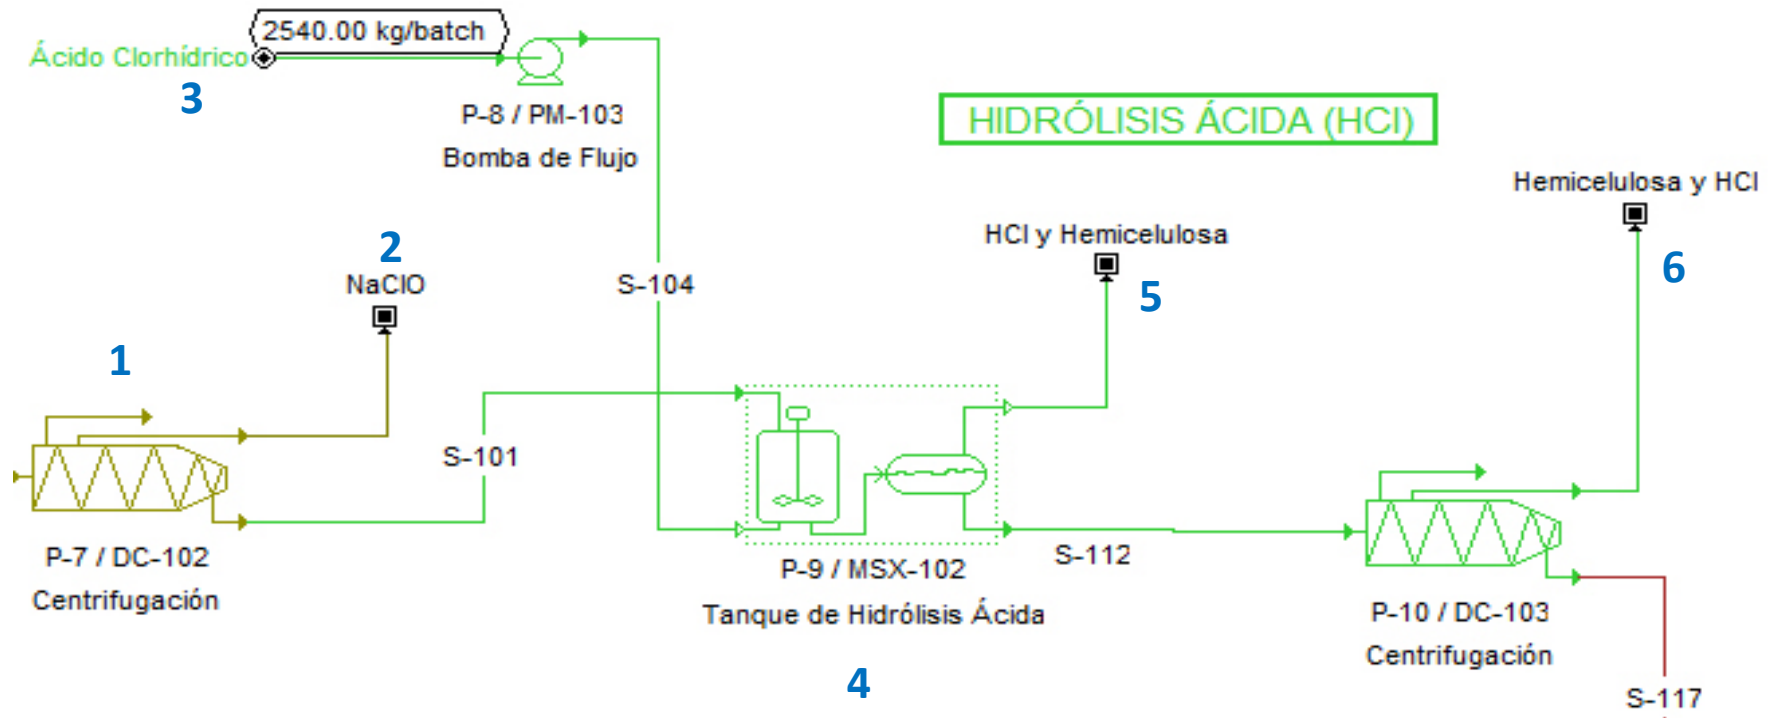 2540.00 kg/batch
Ácido Clorhídrico
3
P-8 / PM-103
Bomba de Flujo
HIDRÓLISIS ÁCIDA (HCl)
Hemicelulosa y HCl
6
HCl y Hemicelulosa
5
2
NaClO
S-104
1
S-101
P-7 / DC-102
Centrifugación
P-9 / MSX-102
Tanque de Hidrólisis Ácida
4
S-112
P-10 / DC-103
Centrifugación
S-117